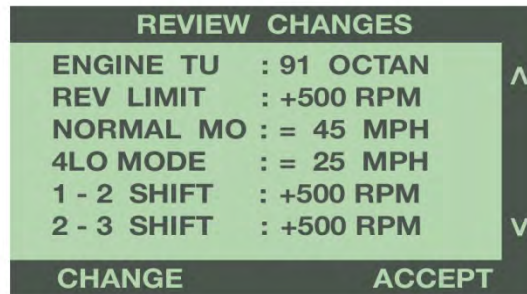 REVIEW CHANGES
ENGINE TU : 91 OCTAN
REV LIMIT : +500 RPM
NORMAL MO : = 45 MPH
4LO MODE : = 25 MPH
1 - 2 SHIFT : +500 RPM
2 - 3 SHIFT : +500 RPM
CHANGE ACCEPT